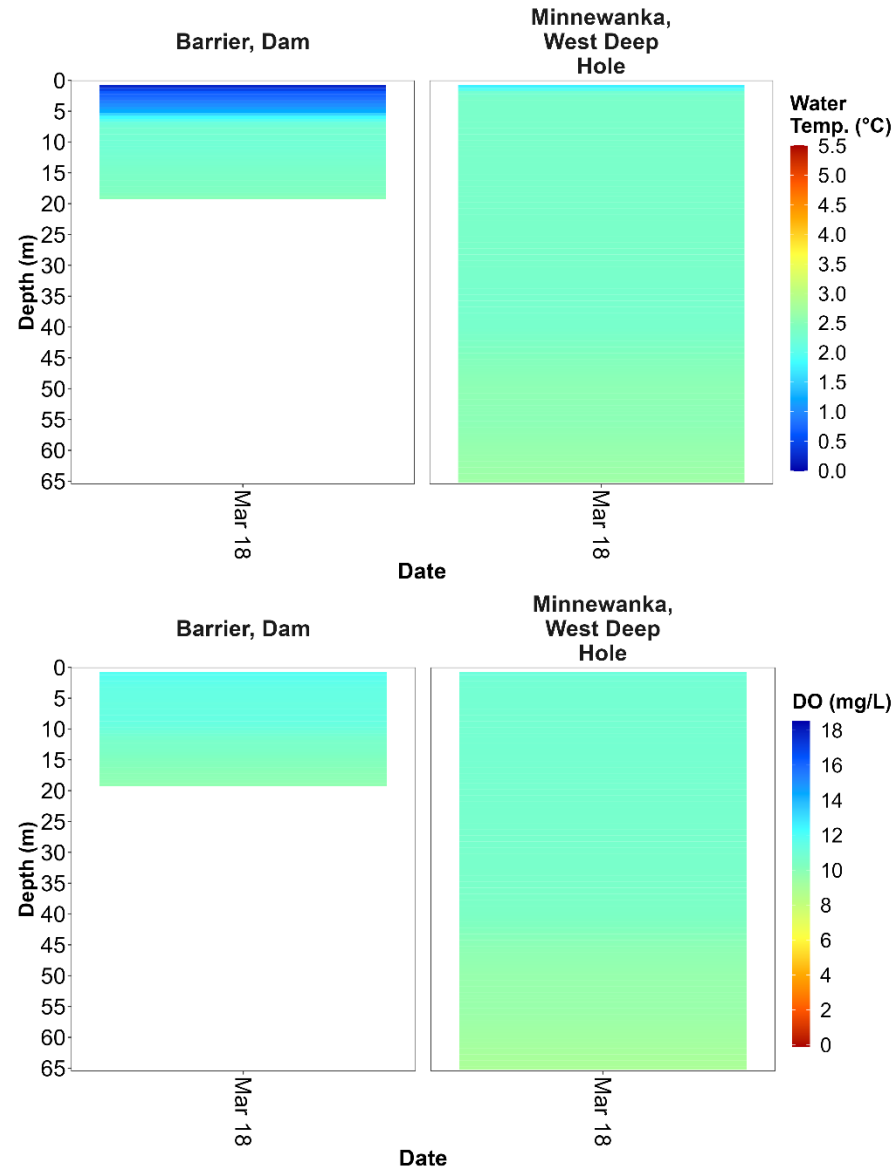 Barrier, Dam
Minnewanka,
West Deep
Hole
Depth (m)
0
5
10
15
20
25
30
35
40
45
50
55
60
65
Mar 18
Mar 18
Date
Water
Temp. (°C)
5.5
5.0
4.5
4.0
3.5
3.0
2.5
2.0
1.5
1.0
0.5
0.0
Barrier, Dam
Minnewanka,
West Deep
Hole
Depth (m)
0
5
10
15
20
25
30
35
40
45
50
55
60
65
Mar 18
Mar 18
Date
DO (mg/L)
18
16
14
12
10
8
6
4
2
0